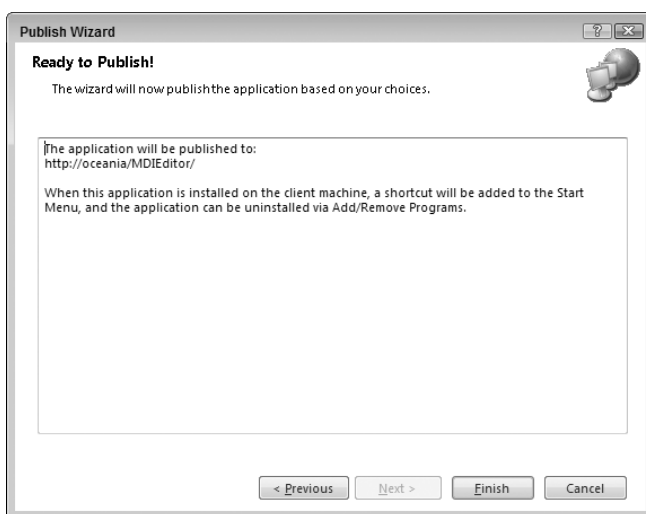 Publish Wizard
Ready to Publish!
The wizard will now publish the application based on your choices.
The application will be published to:
http://oceania/MDIEditor/
When this application is installed on the client machine, a shortcut will be added to the Start
Menu, and the application can be uninstalled via Add/Remove Programs.
< Previous
Next >
Finish
Cancel